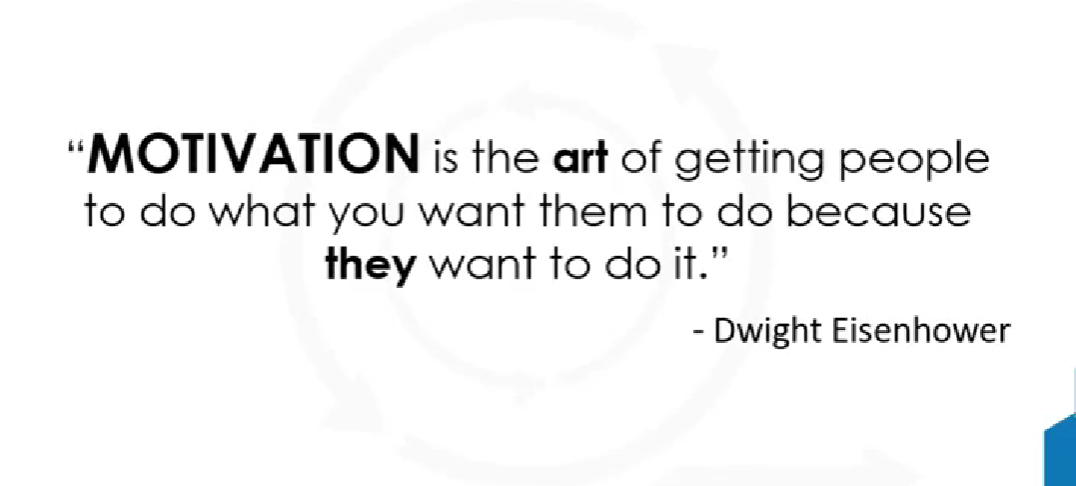 “MOTIVATION is the art of getting people
to do what you want them to do because
they want to do it.”
- Dwight Eisenhower